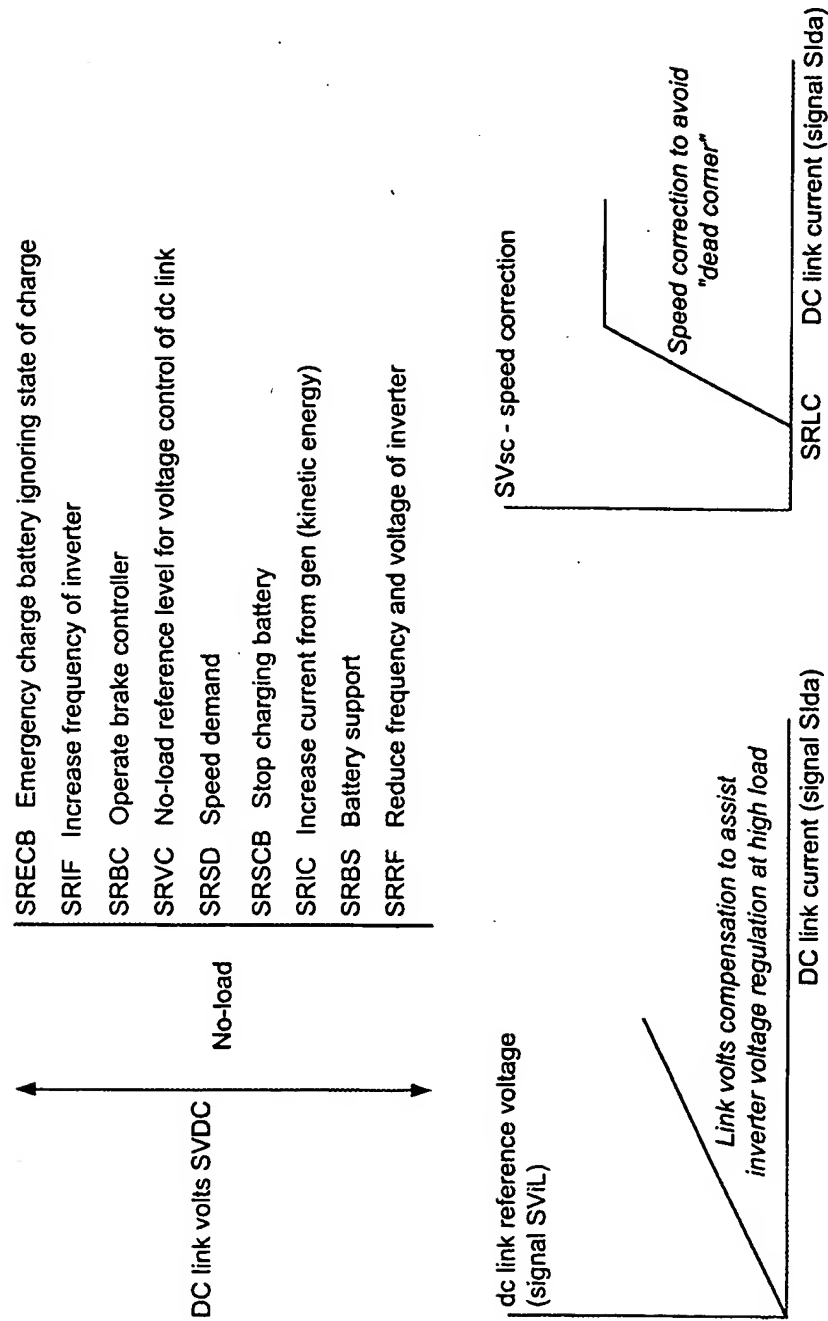 SRECB Emergency charge battery ignoring state of charge
SRIF Increase frequency of inverter
SRBC Operate brake controller
SRVC No-load reference level for voltage control of dc link
SRSD Speed demand
SRSCB Stop charging battery
SRIC Increase current from gen (kinetic energy)
SRBS Battery support
SRRF Reduce frequency and voltage of inverter
No-load
DC link volts SVDC
dc link reference voltage
(signal SViL)
Link volts compensation to assist
inverter voltage regulation at high load
DC link current (signal SIda)
SVsc - speed correction
Speed correction to avoid
"dead corner"
SRLC
DC link current (signal SIda)